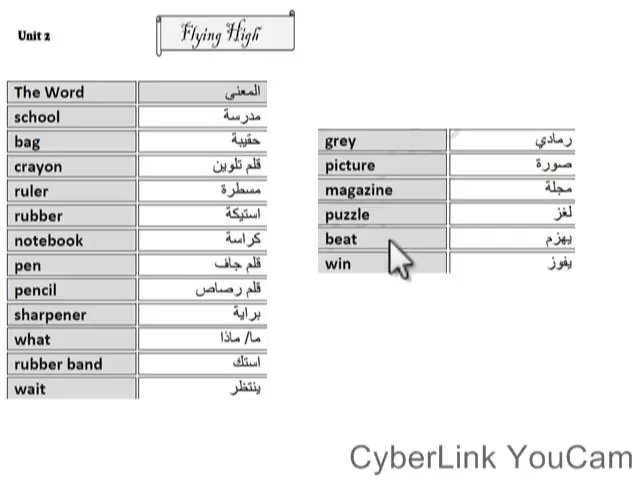 Unit 2
Flying High
The Word المعنى
school مدرسة
bag حقيبة
crayon قلم تلوين
ruler مسطرة
rubber استيكة
notebook كراسة
pen قلم جاف
pencil قلم رصاص
sharpener براية
what ما/ ماذا
rubber band استك
wait ينتظر
grey رمادي
picture صورة
magazine مجلة
puzzle لغز
beat يهزم
win يفوز
CyberLink YouCam